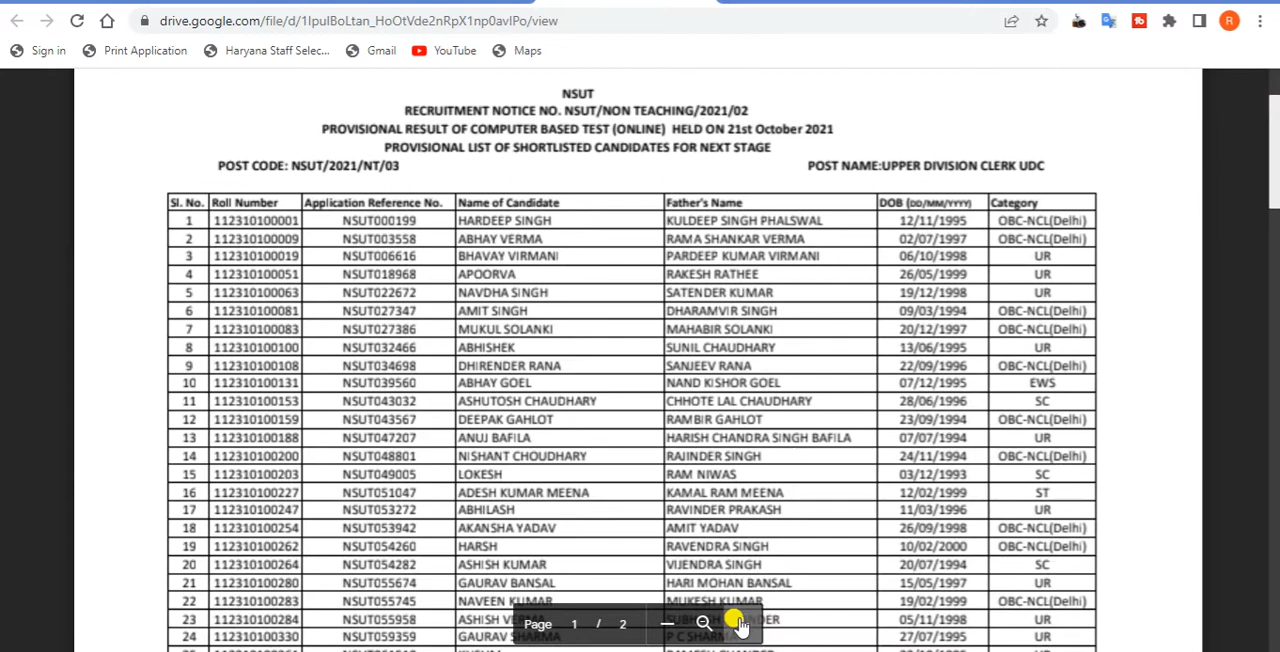 drive.google.com/file/d/1IpulBoLtan_HoOtVde2nRpX1np0avlPo/view
R
Sign in Print Application Haryana Staff Selec... Gmail YouTube Maps
NSUT
RECRUITMENT NOTICE NO. NSUT/NON TEACHING/2021/02
PROVISIONAL RESULT OF COMPUTER BASED TEST (ONLINE) HELD ON 21st October 2021
PROVISIONAL LIST OF SHORTLISTED CANDIDATES FOR NEXT STAGE
POST CODE: NSUT/2021/NT/03 POST NAME:UPPER DIVISION CLERK UDC
Sl. No. Roll Number Application Reference No. Name of Candidate Father's Name DOB (DD/MM/YYYY) Category
1 112310100001 NSUT000199 HARDEEP SINGH KULDEEP SINGH PHALSWAL 12/11/1995 OBC-NCL(Delhi)
2 112310100009 NSUT003558 ABHAY VERMA RAMA SHANKAR VERMA 02/07/1997 OBC-NCL(Delhi)
3 112310100019 NSUT006616 BHAVAY VIRMANI PARDEEP KUMAR VIRMANI 06/10/1998 UR
4 112310100051 NSUT018968 APOORVA RAKESH RATHEE 26/05/1999 UR
5 112310100063 NSUT022672 NAVDHA SINGH SATENDER KUMAR 19/12/1998 UR
6 112310100081 NSUT027347 AMIT SINGH DHARAMVIR SINGH 09/03/1994 OBC-NCL(Delhi)
7 112310100083 NSUT027386 MUKUL SOLANKI MAHABIR SOLANKI 20/12/1997 OBC-NCL(Delhi)
8 112310100100 NSUT032466 ABHISHEK SUNIL CHAUDHARY 13/06/1995 UR
9 112310100108 NSUT034698 DHIRENDER RANA SANJEEV RANA 22/09/1996 OBC-NCL(Delhi)
10 112310100131 NSUT039560 ABHAY GOEL NAND KISHOR GOEL 07/12/1995 EWS
11 112310100153 NSUT043032 ASHUTOSH CHAUDHARY CHHOTE LAL CHAUDHARY 28/06/1996 SC
12 112310100159 NSUT043567 DEEPAK GAHLOT RAMBIR GAHLOT 23/09/1994 OBC-NCL(Delhi)
13 112310100188 NSUT047207 ANUJ BAFILA HARISH CHANDRA SINGH BAFILA 07/07/1994 UR
14 112310100200 NSUT048801 NISHANT CHOUDHARY RAJINDER SINGH 24/11/1994 OBC-NCL(Delhi)
15 112310100203 NSUT049005 LOKESH RAM NIWAS 03/12/1993 SC
16 112310100227 NSUT051047 ADESH KUMAR MEENA KAMAL RAM MEENA 12/02/1999 ST
17 112310100247 NSUT053272 ABHILASH RAVINDER PRAKASH 11/03/1996 UR
18 112310100254 NSUT053942 AKANSHA YADAV AMIT YADAV 26/09/1998 OBC-NCL(Delhi)
19 112310100262 NSUT054260 HARSH RAVENDRA SINGH 10/02/2000 OBC-NCL(Delhi)
20 112310100264 NSUT054282 ASHISH KUMAR VIJENDRA SINGH 20/07/1994 SC
21 112310100280 NSUT055674 GAURAV BANSAL HARI MOHAN BANSAL 15/05/1997 UR
22 112310100283 NSUT055745 NAVEEN KUMAR MUKESH KUMAR 19/02/1999 OBC-NCL(Delhi)
23 112310100284 NSUT055958 ASHISH 05/11/1998 UR
24 112310100330 NSUT059359 GAURAV SHARMA P C SHARMA 27/07/1995 UR
Page 1 / 2